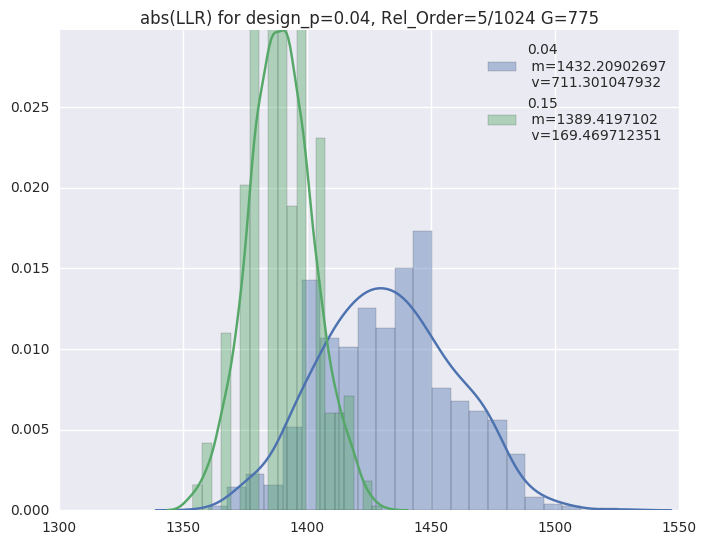 abs(LLR) for design_p=0.04, Rel_Order=5/1024 G=775
0.04
m=1432.20902697
v=711.301047932
0.15
m=1389.4197102
v=169.469712351
0.025
0.020
0.015
0.010
0.005
0.000
1300 1350 1400 1450 1500 1550